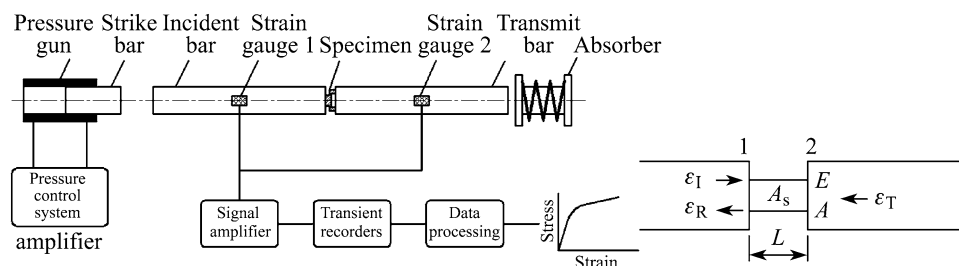 Pressure gun
Strike bar
Incident bar
Strain gauge 1
Specimen
Strain gauge 2
Transmit bar
Absorber
Pressure
control
system
amplifier
Signal
amplifier
Transient
recorders
Data
processing
Stress
Strain
1
2
εI
εR
As
E
A
εT
L